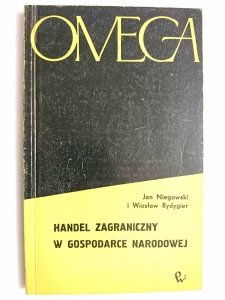 OMEGA
Jan Niegowski
i Wiesław Rydygier
HANDEL ZAGRANICZNY
W GOSPODARCE NARODOWEJ